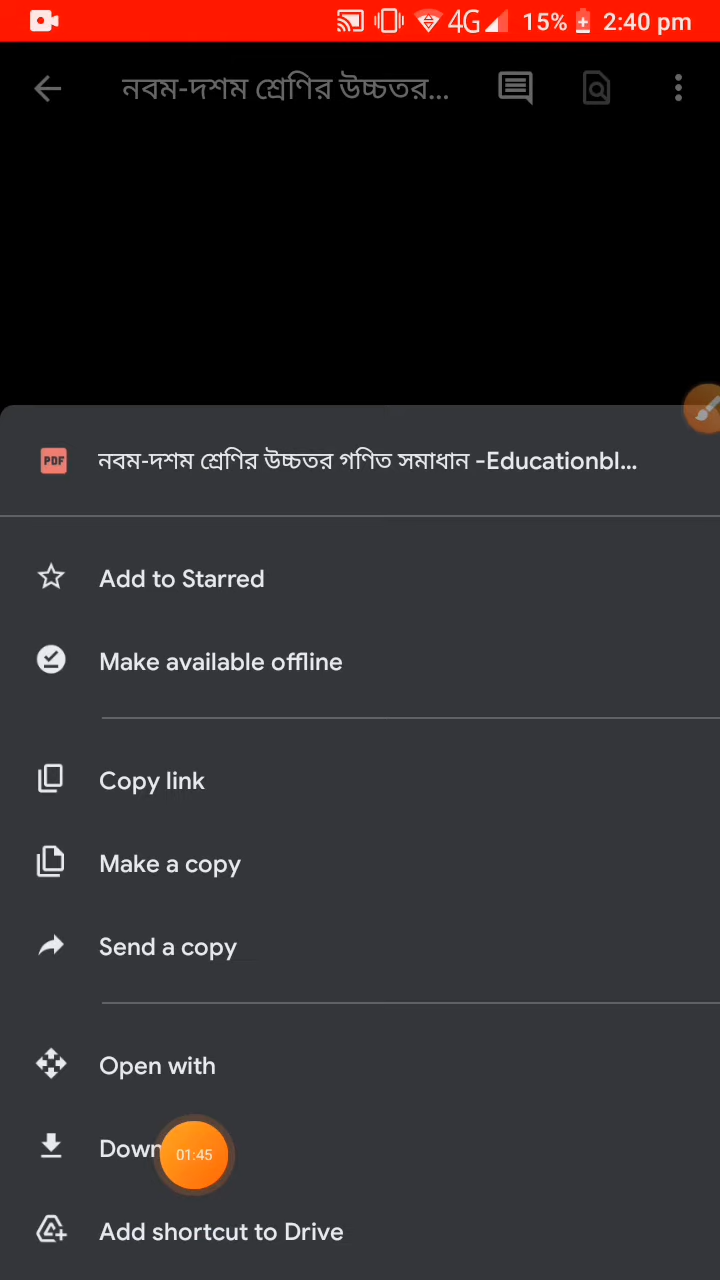 4G 15% 2:40 pm
নবম-দশম শ্রেণির উচ্চতর...
PDF নবম-দশম শ্রেণির উচ্চতর গণিত সমাধান -Educationbl...
Add to Starred
Make available offline
Copy link
Make a copy
Send a copy
Open with
Down 01:45
Add shortcut to Drive